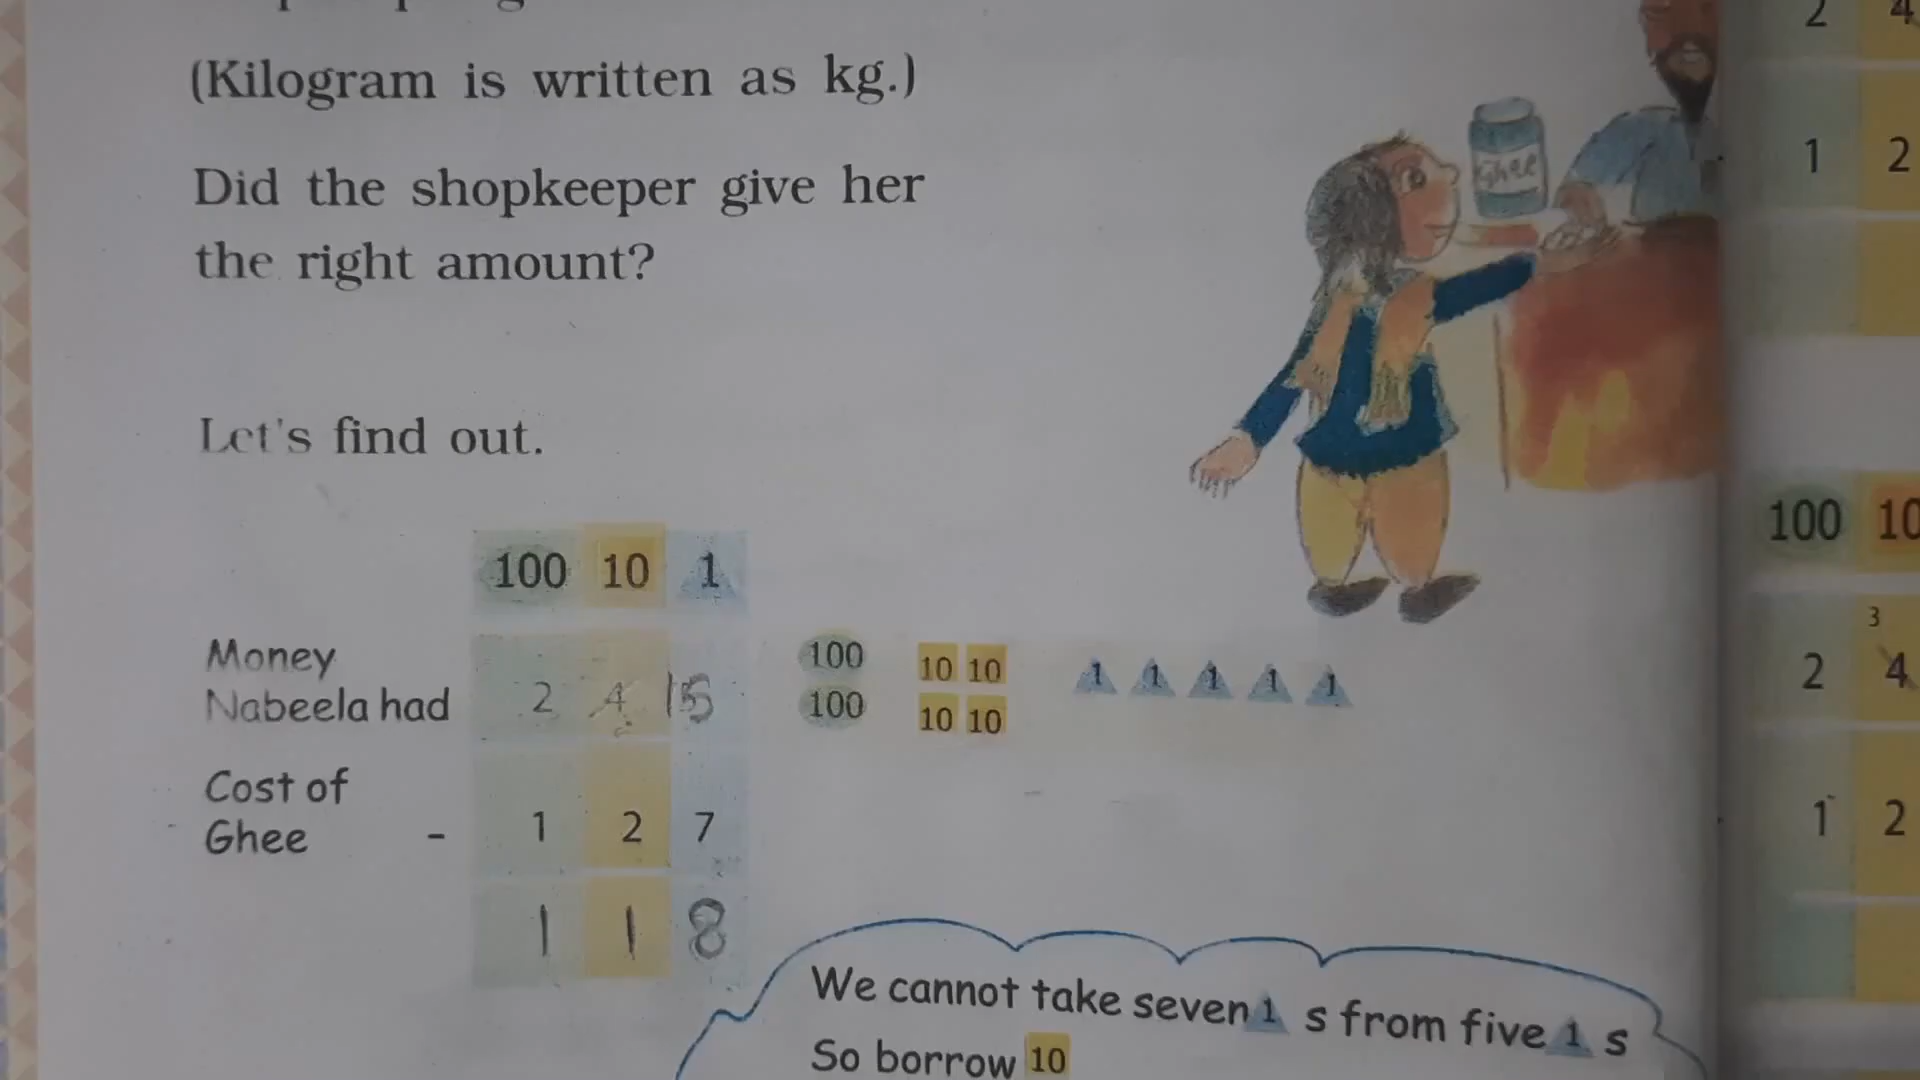 (Kilogram is written as kg.)
Did the shopkeeper give her
the right amount?
Let's find out.
100 10 1
Money
Nabeela had 2 4 15
100 10 10 1 1 1 1 1
100 10 10
Cost of
Ghee - 1 2 7
1 1 8
We cannot take seven 1 s from five 1 s
So borrow 10
Ghee
2 4
1 2
100 10
3
2 4
1 2